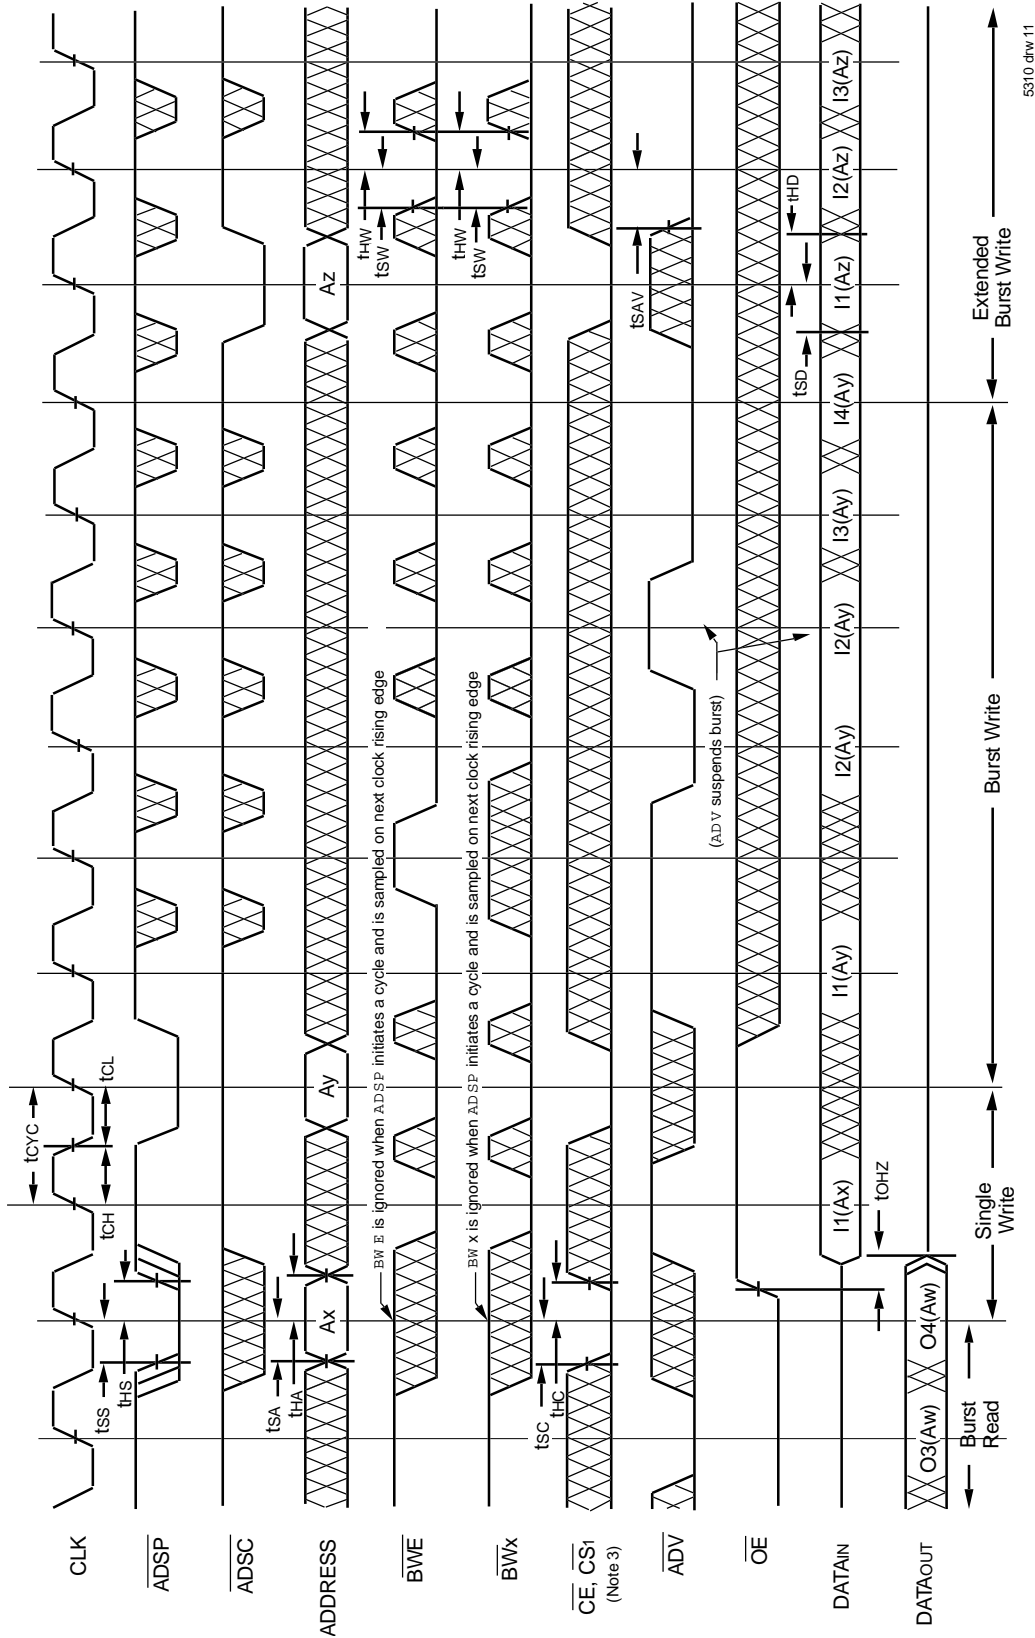 CLK
ADSP
ADSC
ADDRESS
BWE
BWx
CE, CS1
(Note 3)
ADV
OE
DATAIN
DATAOUT
tCYC
tCH
tCL
tSS
tHS
tSA
tHA
Ax
Ay
Az
BWE is ignored when ADSP initiates a cycle and is sampled on next clock rising edge
tHW
tSW
BWx is ignored when ADSP initiates a cycle and is sampled on next clock rising edge
tHW
tSW
tSC
tHC
tSAV
(ADV suspends burst)
tOHZ
tSD
tHD
I1(Ax)
I1(Ay)
I2(Ay)
I2(Ay)
I3(Ay)
I4(Ay)
I1(Az)
I2(Az)
I3(Az)
O3(Aw)
O4(Aw)
Burst
Read
Single
Write
Burst Write
Extended
Burst Write
5310 drw 11